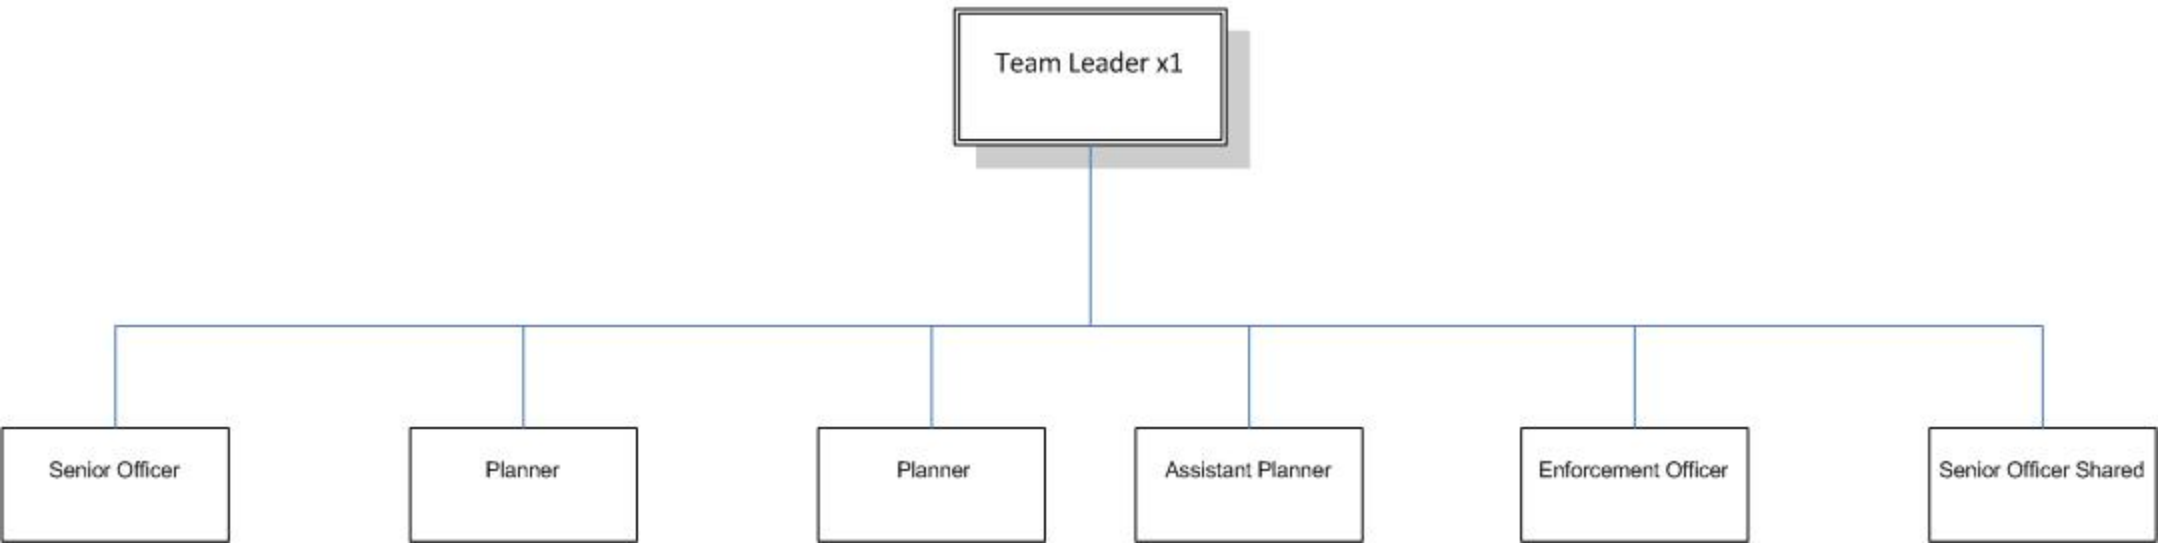 Team Leader x1
Senior Officer
Planner
Planner
Assistant Planner
Enforcement Officer
Senior Officer Shared